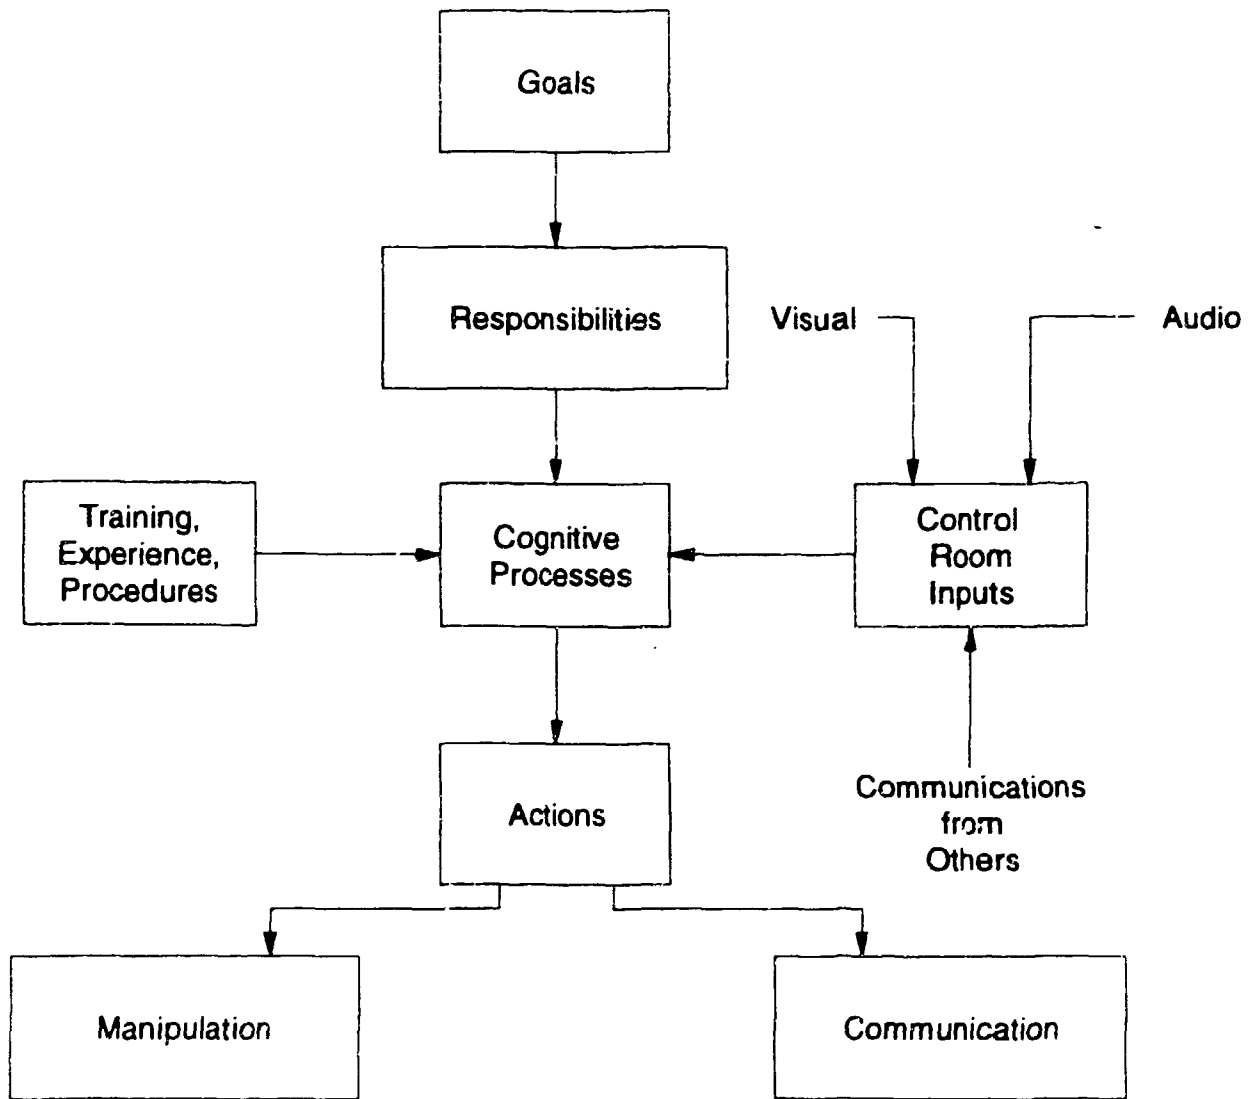 Goals
Responsibilities
Visual
Audio
Training,
Experience,
Procedures
Cognitive
Processes
Control
Room
Inputs
Actions
Communications
from
Others
Manipulation
Communication